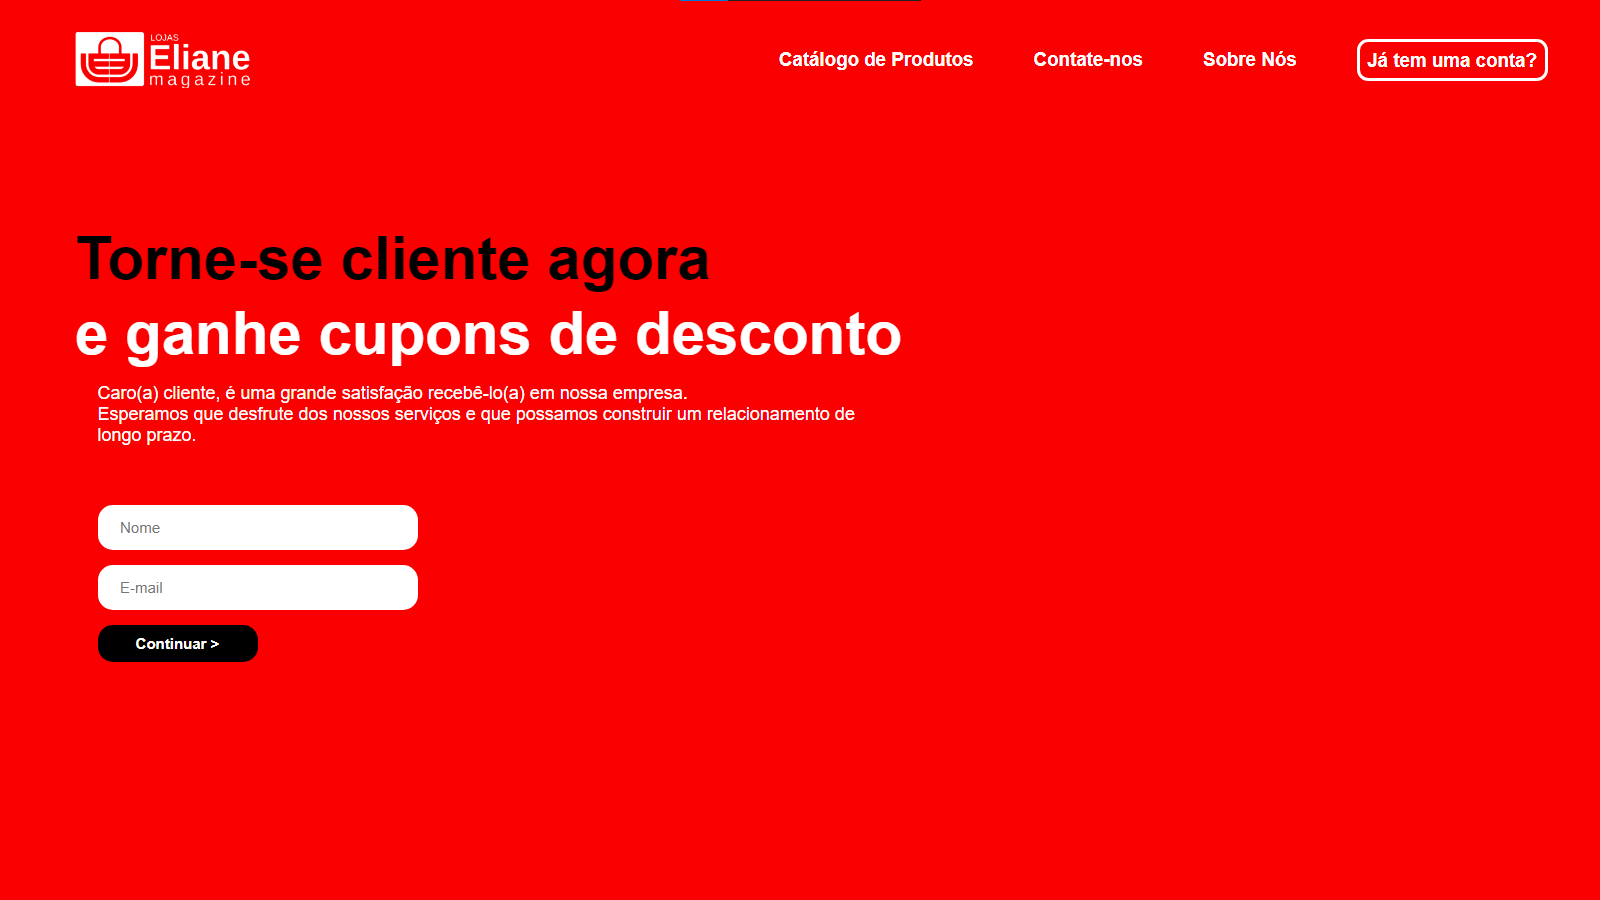 LOJAS
Eliane
magazine
Catálogo de Produtos
Contate-nos
Sobre Nós
Já tem uma conta?
Torne-se cliente agora
e ganhe cupons de desconto
Caro(a) cliente, é uma grande satisfação recebê-lo(a) em nossa empresa.
Esperamos que desfrute dos nossos serviços e que possamos construir um relacionamento de
longo prazo.
Nome
E-mail
Continuar >